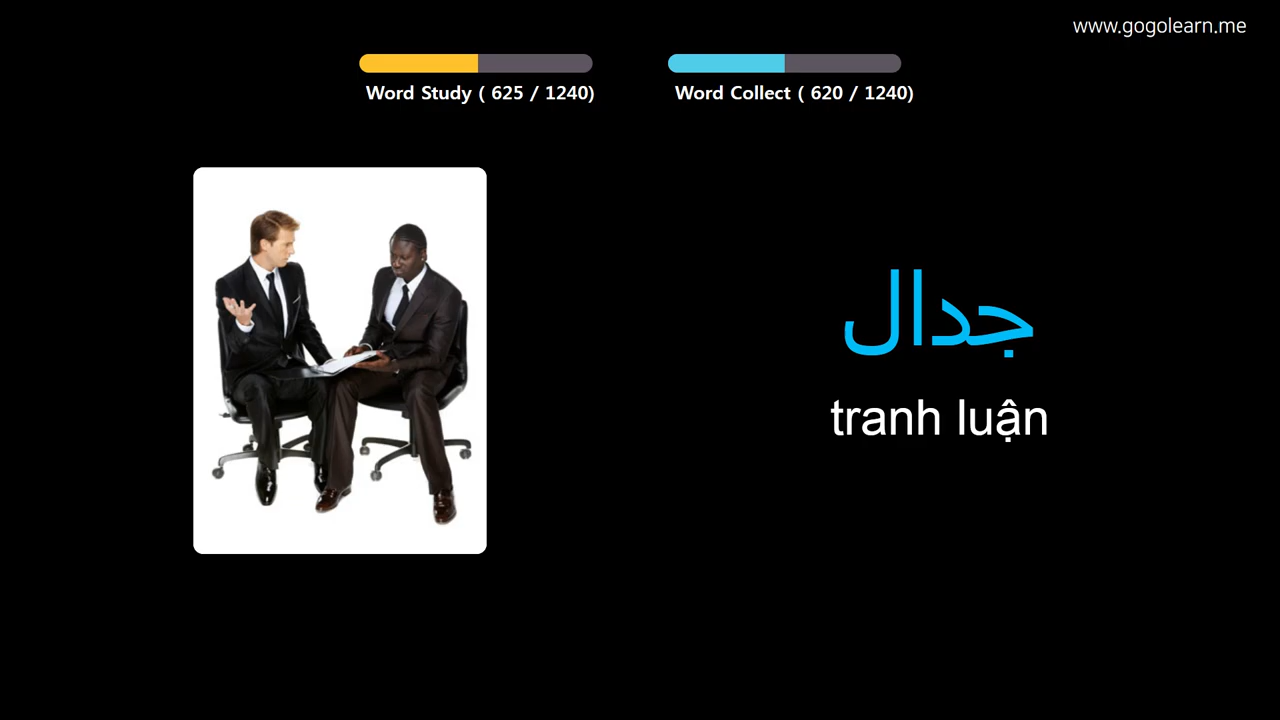 www.gogolearn.me
Word Study ( 625 / 1240)
Word Collect ( 620 / 1240)
جدال
tranh luận